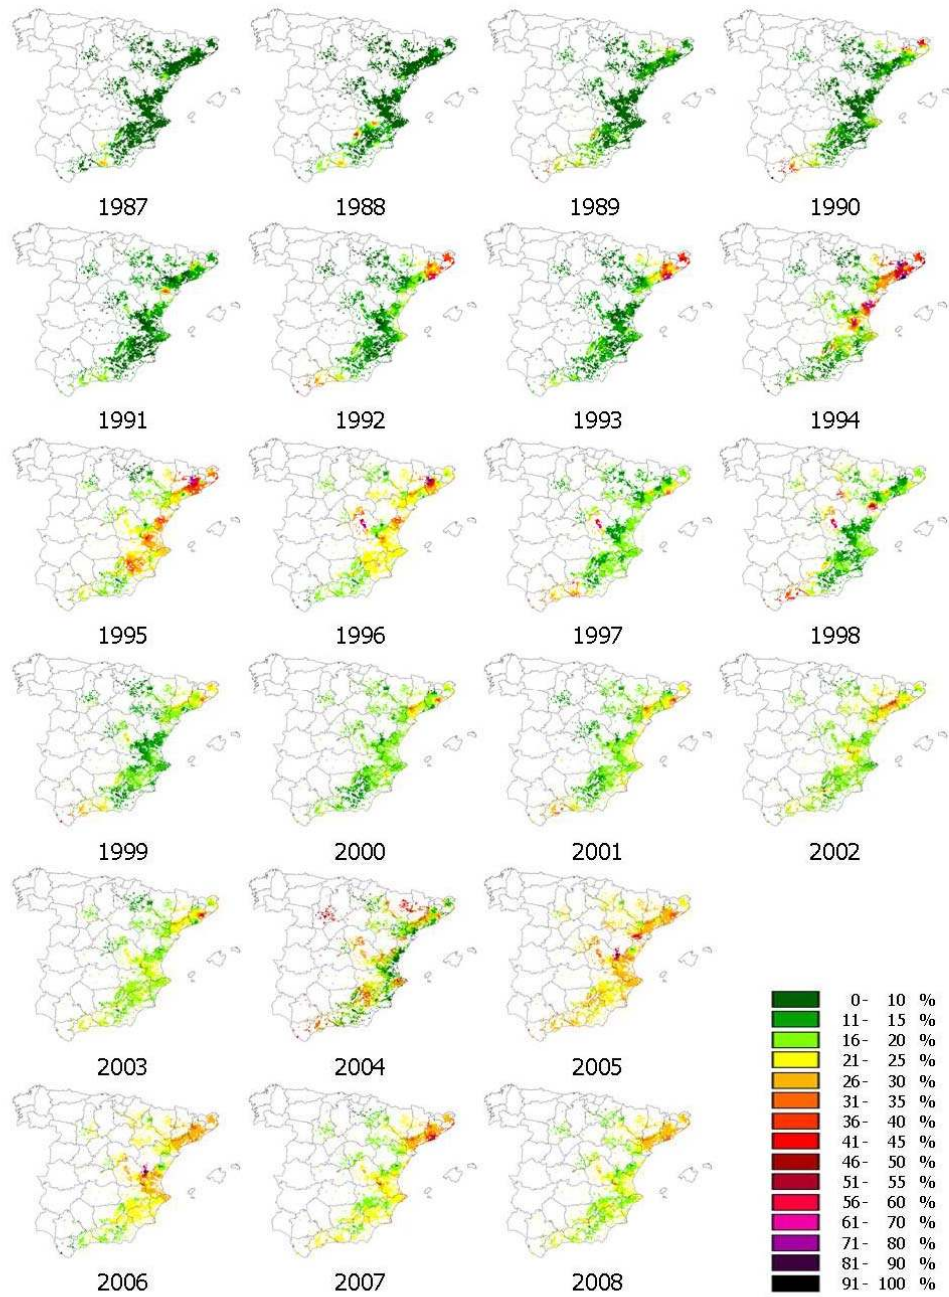 1987
1988
1989
1990
1991
1992
1993
1994
1995
1996
1997
1998
1999
2000
2001
2002
2003
2004
2005
0- 10 %
11- 15 %
16- 20 %
21- 25 %
26- 30 %
31- 35 %
36- 40 %
41- 45 %
46- 50 %
51- 55 %
56- 60 %
61- 70 %
71- 80 %
81- 90 %
91- 100 %
2006
2007
2008